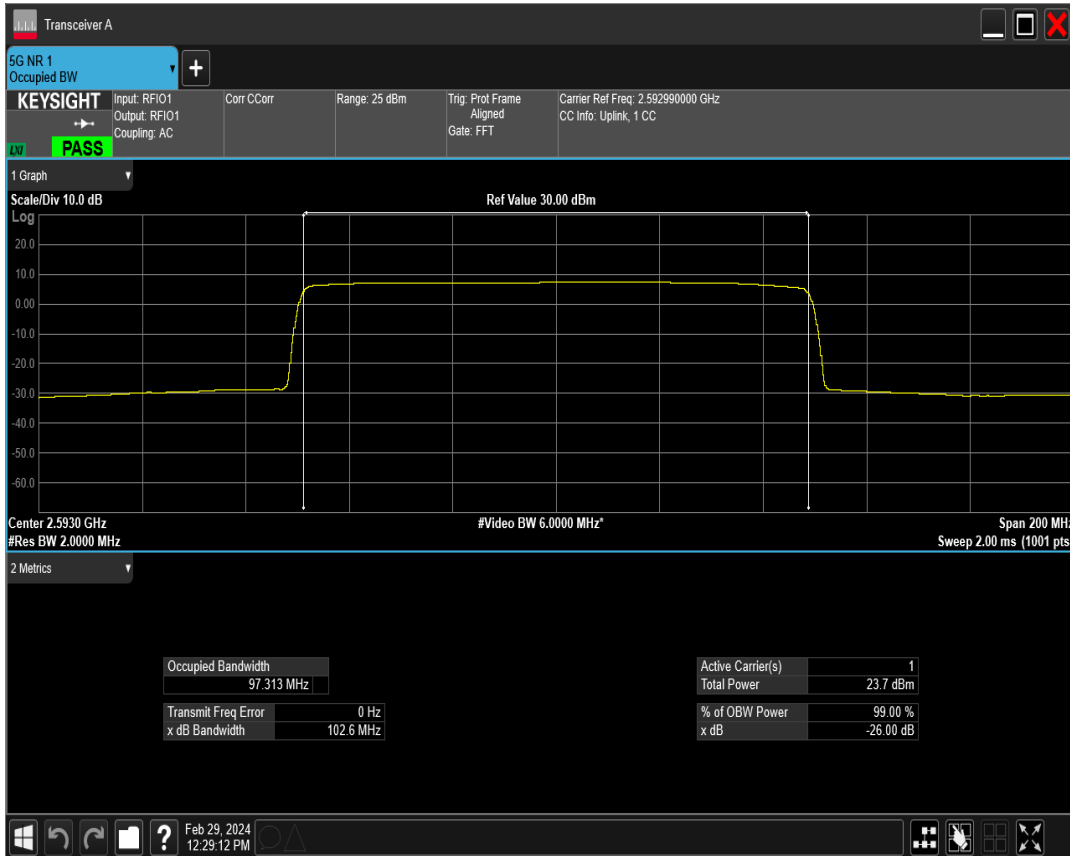 Transceiver A
5G NR 1
Occupied BW
+
KEYSIGHT
LXI
PASS
Input: RFIO1
Output: RFIO1
Coupling: AC
Corr CCorr
Range: 25 dBm
Trig: Prot Frame
Aligned
Gate: FFT
Carrier Ref Freq: 2.592990000 GHz
CC Info: Uplink, 1 CC
1 Graph
Scale/Div 10.0 dB
Ref Value 30.00 dBm
Log
20.0
10.0
0.00
-10.0
-20.0
-30.0
-40.0
-50.0
-60.0
Center 2.5930 GHz
#Video BW 6.0000 MHz*
Span 200 MHz
#Res BW 2.0000 MHz
Sweep 2.00 ms (1001 pts
2 Metrics
Occupied Bandwidth
97.313 MHz
Transmit Freq Error 0 Hz
x dB Bandwidth 102.6 MHz
Active Carrier(s) 1
Total Power 23.7 dBm
% of OBW Power 99.00 %
x dB -26.00 dB
?
Feb 29, 2024
12:29:12 PM